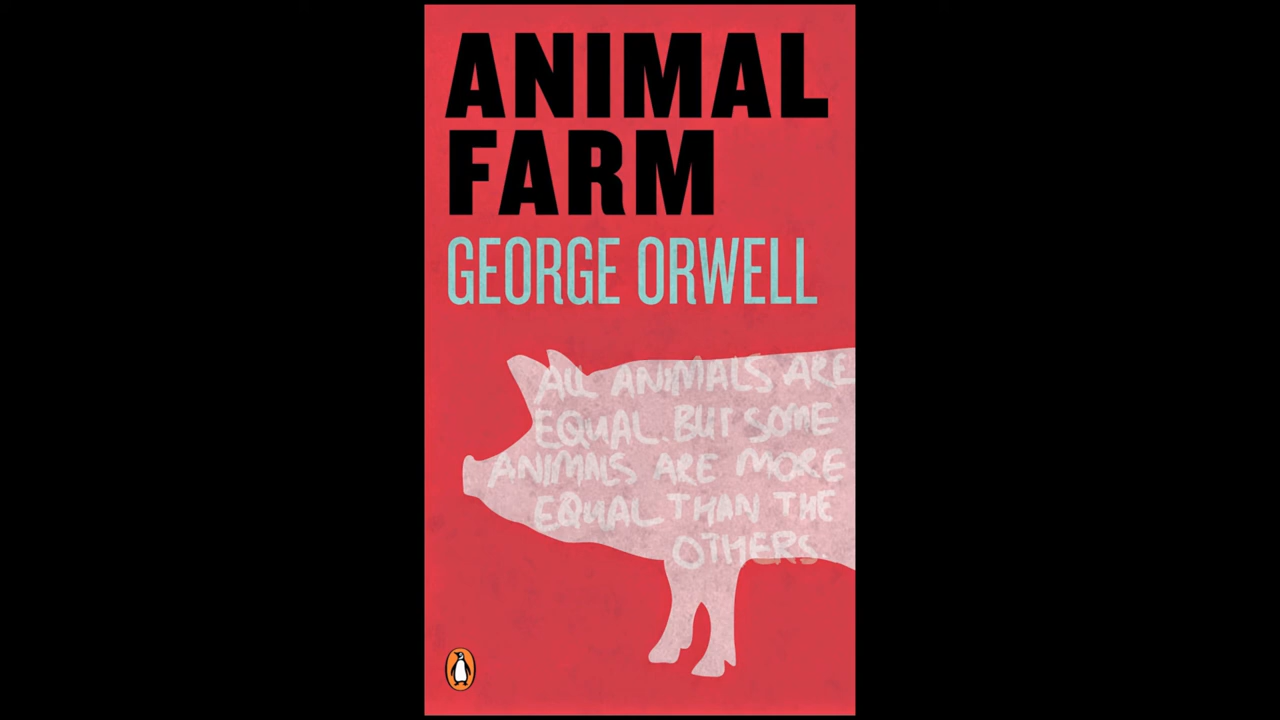 ANIMAL
FARM
GEORGE ORWELL
ALL ANIMALS ARE
EQUAL. BUT SOME
ANIMALS ARE MORE
EQUAL THAN THE
OTHERS.